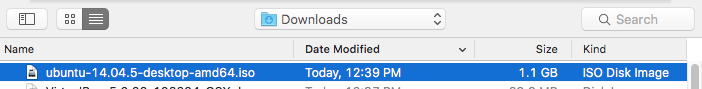 Downloads
Search
Name Date Modified Size Kind
ubuntu-14.04.5-desktop-amd64.iso Today, 12:39 PM 1.1 GB ISO Disk Image